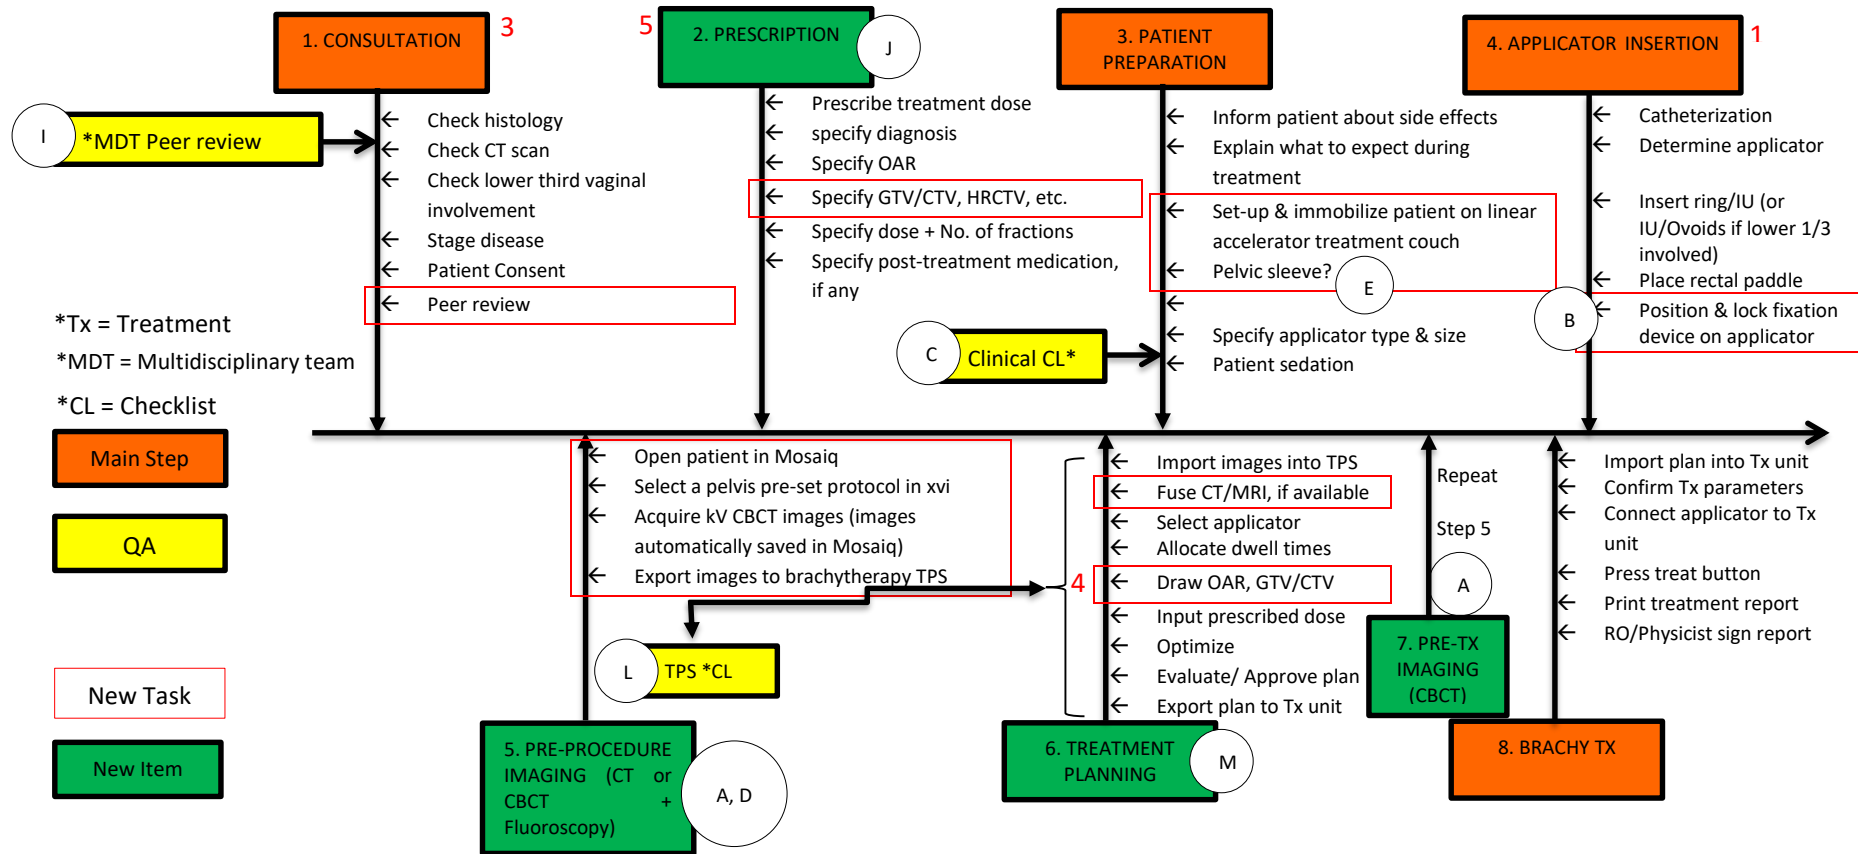 1. CONSULTATION
3
I
*MDT Peer review
← Check histology
← Check CT scan
← Check lower third vaginal
involvement
← Stage disease
← Patient Consent
← Peer review
5
2. PRESCRIPTION
J
← Prescribe treatment dose
← specify diagnosis
← Specify OAR
← Specify GTV/CTV, HRCTV, etc.
← Specify dose + No. of fractions
← Specify post-treatment medication,
if any
3. PATIENT
PREPARATION
← Inform patient about side effects
← Explain what to expect during
treatment
← Set-up & immobilize patient on linear
accelerator treatment couch
← Pelvic sleeve?
E
←
← Specify applicator type & size
← Patient sedation
C
Clinical CL*
4. APPLICATOR INSERTION
1
← Catheterization
← Determine applicator
← Insert ring/IU (or
IU/Ovoids if lower 1/3
involved)
← Place rectal paddle
B
← Position & lock fixation
device on applicator
*Tx = Treatment
*MDT = Multidisciplinary team
*CL = Checklist
Main Step
QA
New Task
New Item
← Open patient in Mosaiq
← Select a pelvis pre-set protocol in xvi
← Acquire kV CBCT images (images
automatically saved in Mosaiq)
← Export images to brachytherapy TPS
L
TPS *CL
5. PRE-PROCEDURE
IMAGING (CT or
CBCT +
Fluoroscopy)
A, D
4
← Import images into TPS
← Fuse CT/MRI, if available
← Select applicator
← Allocate dwell times
← Draw OAR, GTV/CTV
← Input prescribed dose
← Optimize
← Evaluate/ Approve plan
← Export plan to Tx unit
6. TREATMENT
PLANNING
M
Repeat
Step 5
A
7. PRE-TX
IMAGING
(CBCT)
← Import plan into Tx unit
← Confirm Tx parameters
← Connect applicator to Tx
unit
← Press treat button
← Print treatment report
← RO/Physicist sign report
8. BRACHY TX